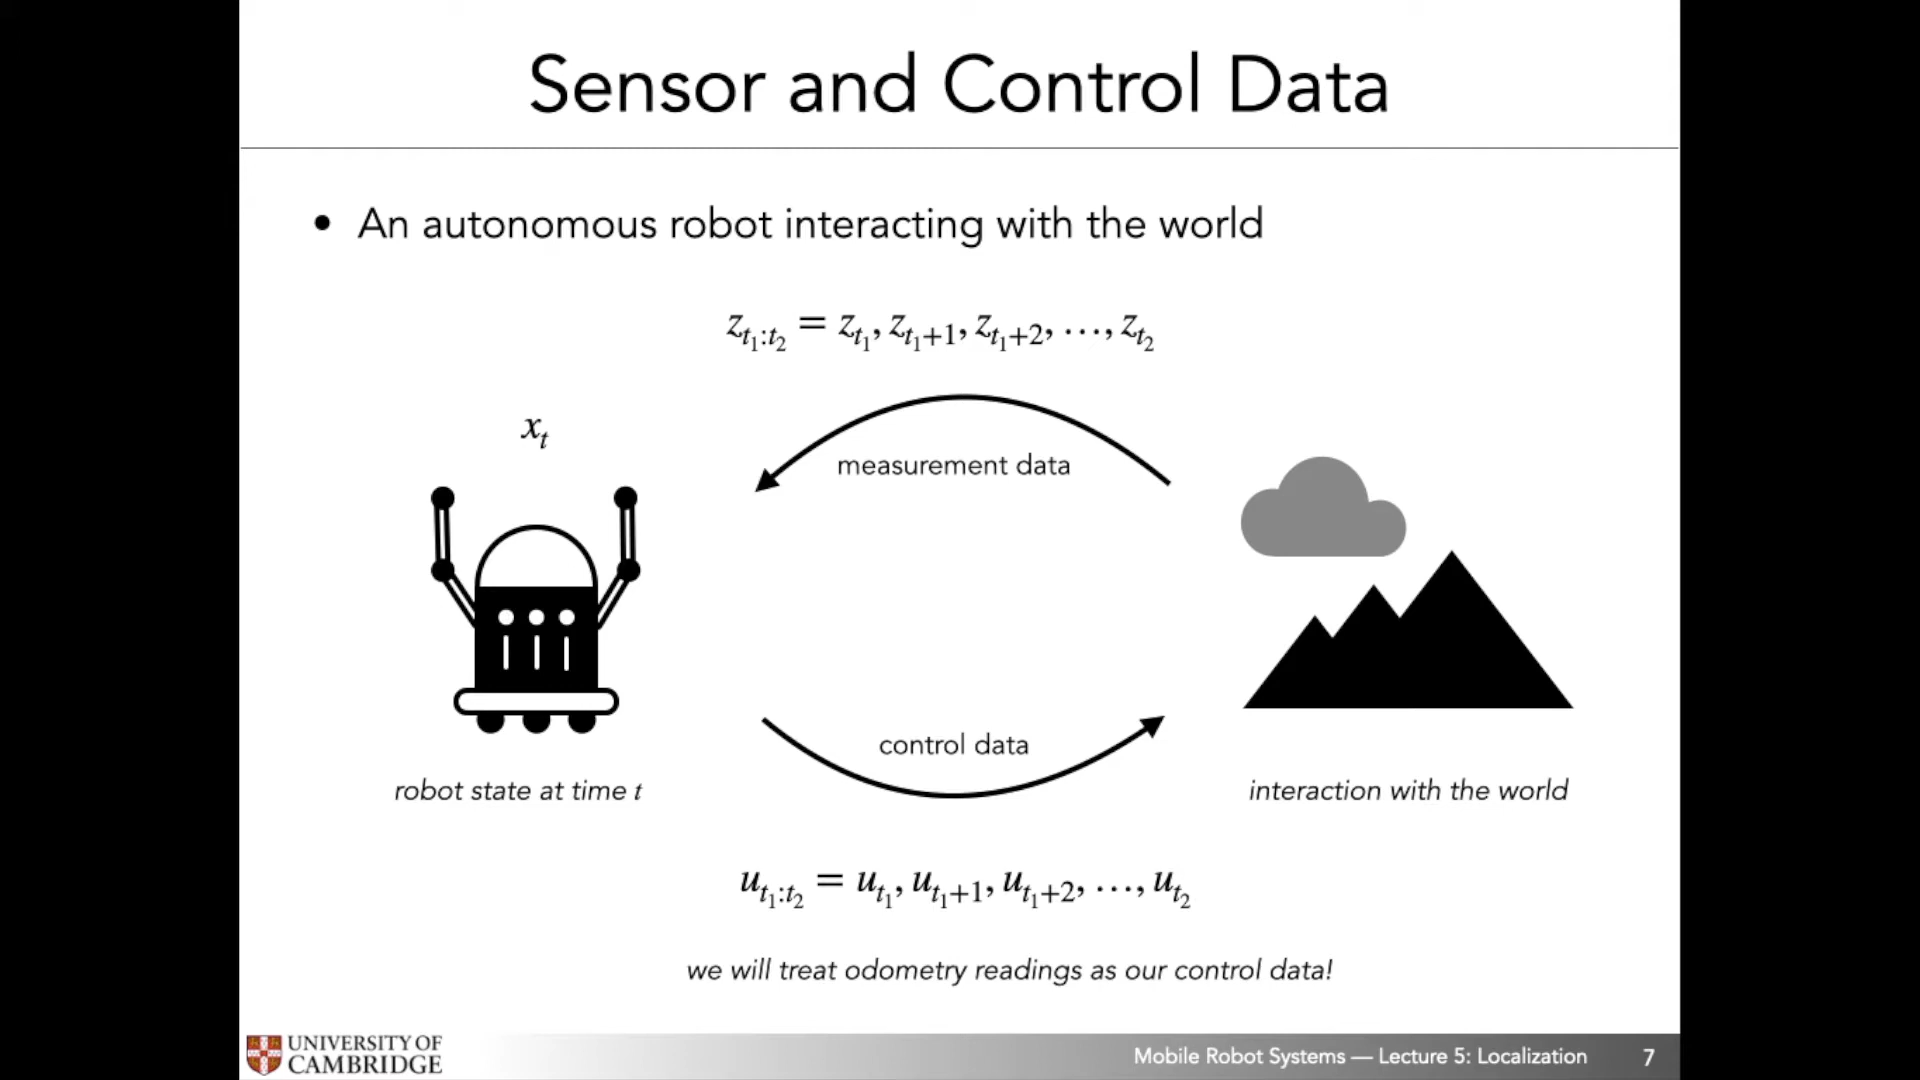 Sensor and Control Data
• An autonomous robot interacting with the world
z_{t_1:t_2} = z_{t_1}, z_{t_1+1}, z_{t_1+2}, …, z_{t_2}
x_t
measurement data
control data
robot state at time t
interaction with the world
u_{t_1:t_2} = u_{t_1}, u_{t_1+1}, u_{t_1+2}, …, u_{t_2}
we will treat odometry readings as our control data!
UNIVERSITY OF
CAMBRIDGE
Mobile Robot Systems — Lecture 5: Localization 7